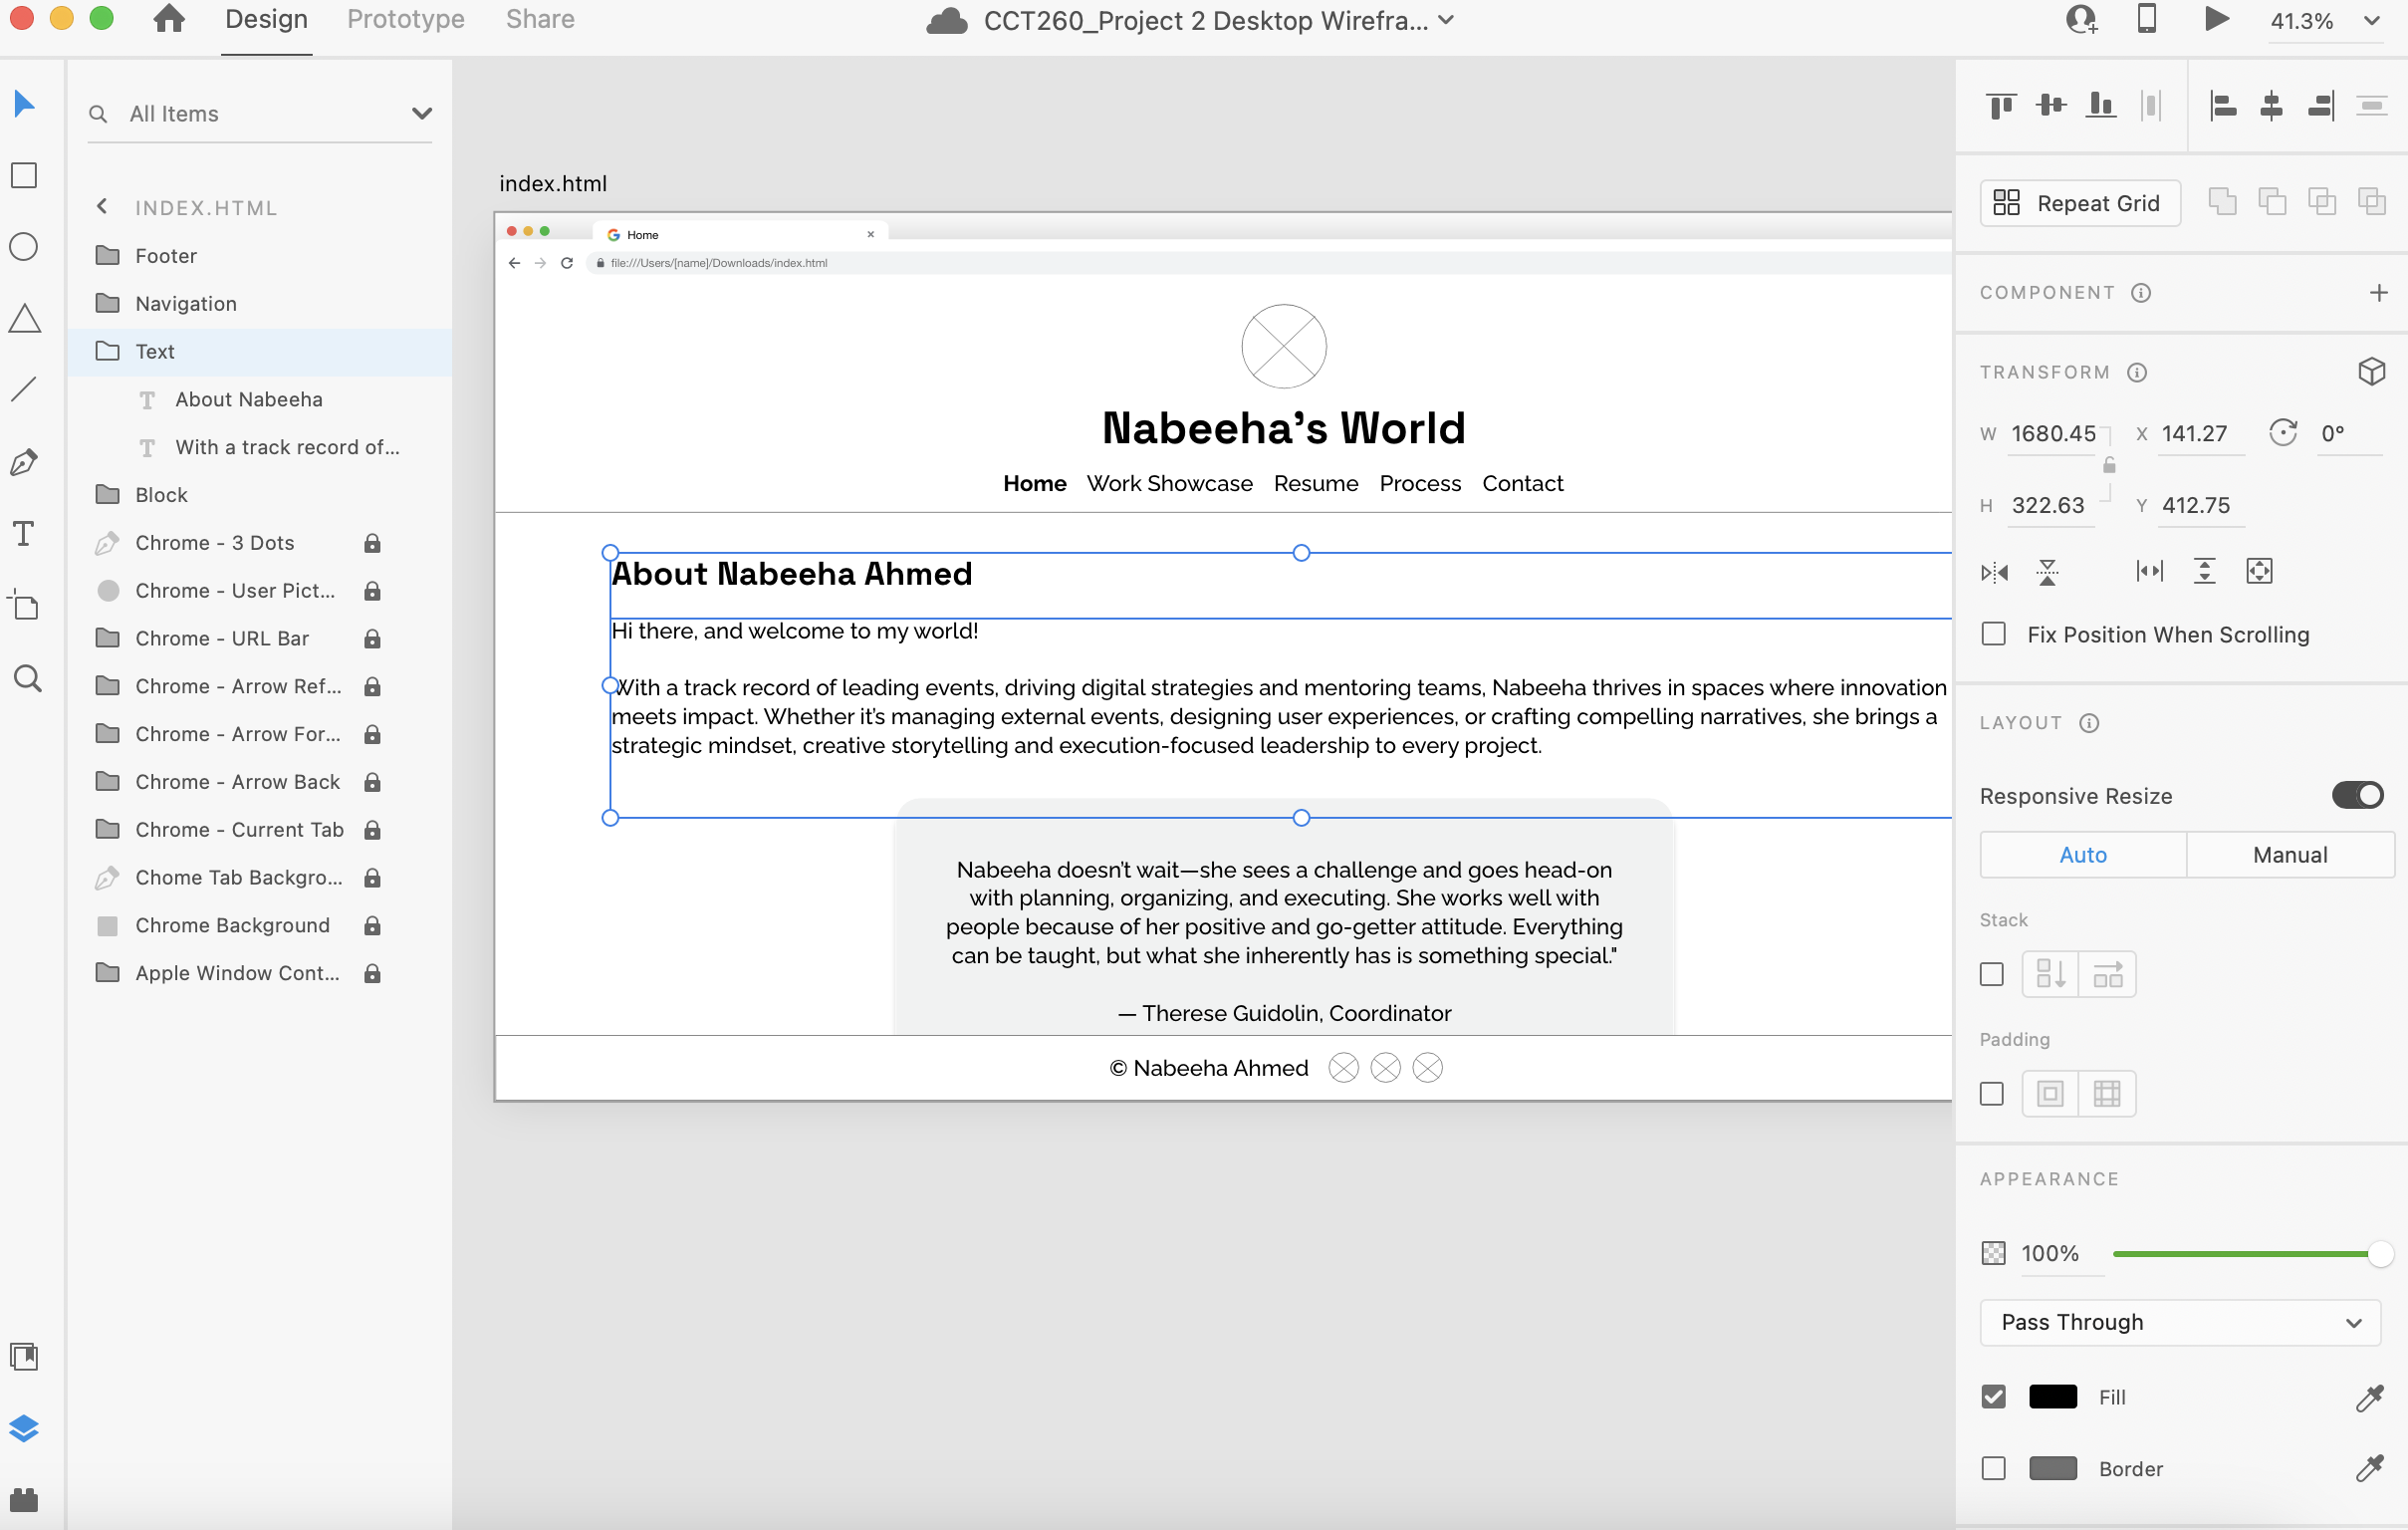 Design Prototype Share
CCT260_Project 2 Desktop Wirefra...
41.3%
All Items
INDEX.HTML
Footer
Navigation
Text
T About Nabeeha
T With a track record of...
Block
Chrome - 3 Dots
Chrome - User Pict...
Chrome - URL Bar
Chrome - Arrow Ref...
Chrome - Arrow For...
Chrome - Arrow Back
Chrome - Current Tab
Chome Tab Backgro...
Chrome Background
Apple Window Cont...
index.html
Home
file:///Users/[name]/Downloads/index.html
Nabeeha's World
Home Work Showcase Resume Process Contact
About Nabeeha Ahmed
Hi there, and welcome to my world!
With a track record of leading events, driving digital strategies and mentoring teams, Nabeeha thrives in spaces where innovation
meets impact. Whether it's managing external events, designing user experiences, or crafting compelling narratives, she brings a
strategic mindset, creative storytelling and execution-focused leadership to every project.
Nabeeha doesn't wait—she sees a challenge and goes head-on
with planning, organizing, and executing. She works well with
people because of her positive and go-getter attitude. Everything
can be taught, but what she inherently has is something special."
— Therese Guidolin, Coordinator
© Nabeeha Ahmed
Repeat Grid
COMPONENT
TRANSFORM
W 1680.45 X 141.27 0°
H 322.63 Y 412.75
Fix Position When Scrolling
LAYOUT
Responsive Resize
Auto Manual
Stack
Padding
APPEARANCE
100%
Pass Through
Fill
Border